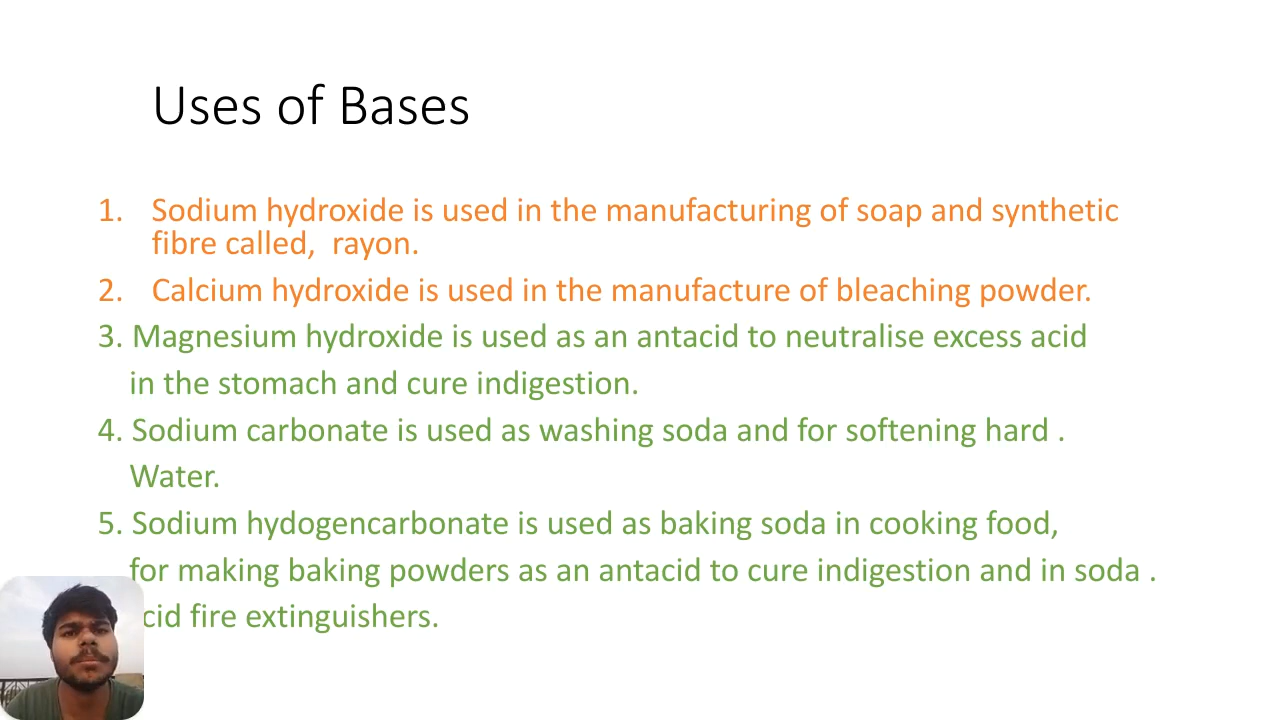 Uses of Bases
1. Sodium hydroxide is used in the manufacturing of soap and synthetic
fibre called, rayon.
2. Calcium hydroxide is used in the manufacture of bleaching powder.
3. Magnesium hydroxide is used as an antacid to neutralise excess acid
in the stomach and cure indigestion.
4. Sodium carbonate is used as washing soda and for softening hard .
Water.
5. Sodium hydogencarbonate is used as baking soda in cooking food,
for making baking powders as an antacid to cure indigestion and in soda .
cid fire extinguishers.